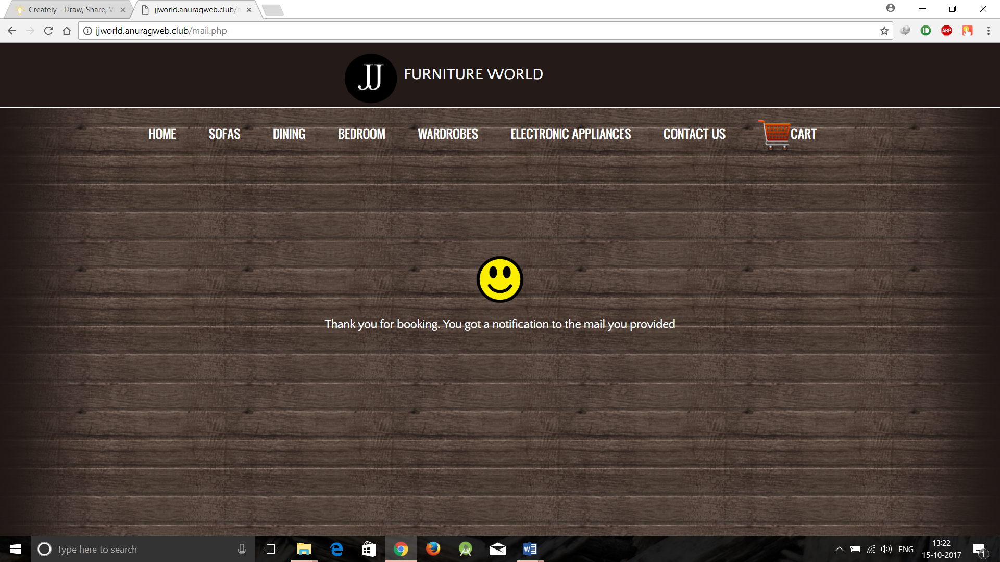 Creately - Draw, Share, V
jjworld.anuragweb.club/
jjworld.anuragweb.club/mail.php
ABP
JJ
FURNITURE WORLD
HOME SOFAS DINING BEDROOM WARDROBES ELECTRONIC APPLIANCES CONTACT US CART
Thank you for booking. You got a notification to the mail you provided
Type here to search
W
ENG
13:22
15-10-2017
1